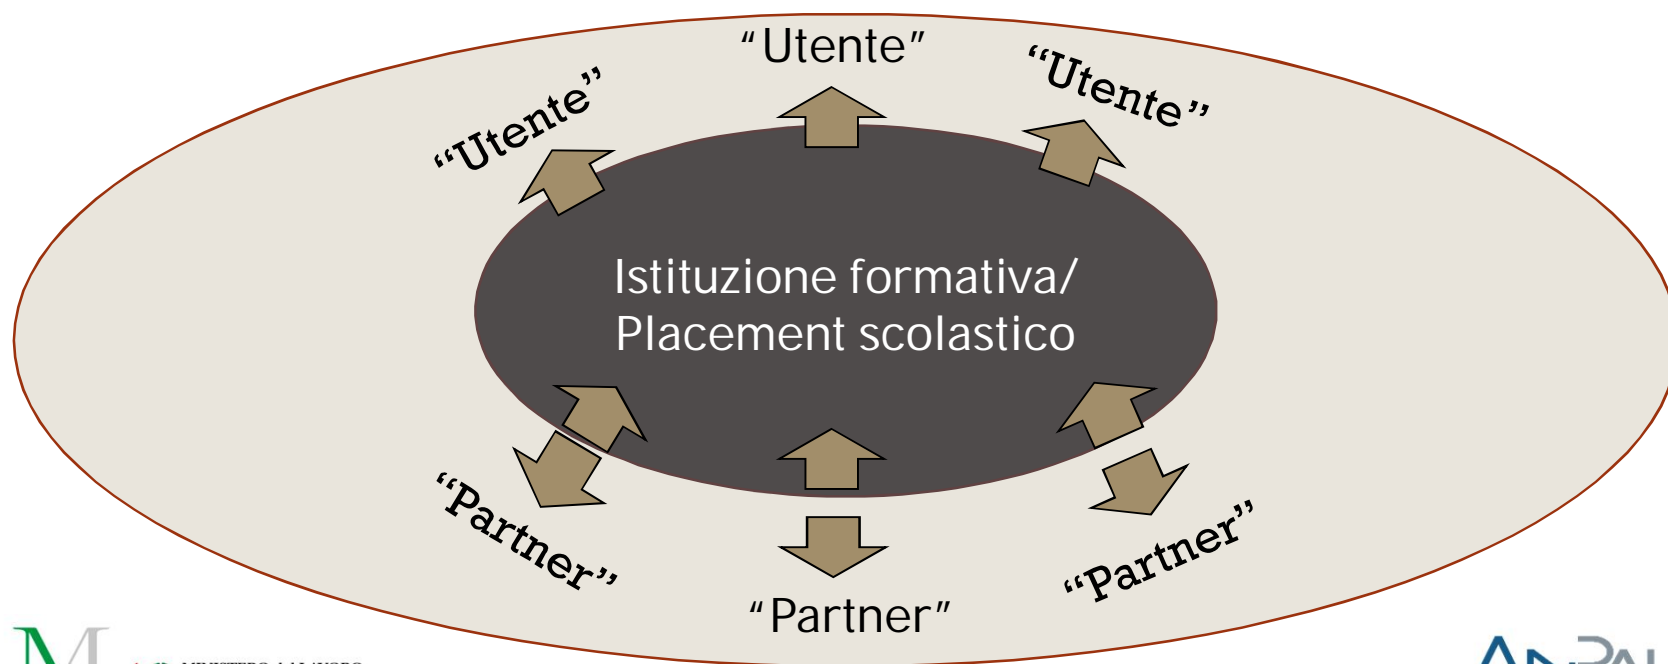 “Utente”
“Utente”
“Utente”
Istituzione formativa/
Placement scolastico
“Partner”
“Partner”
“Partner”